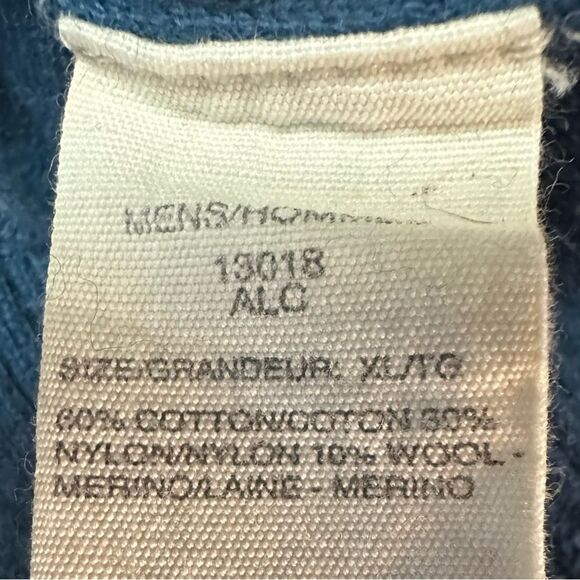 MENS/HOMME
13018
ALC
SIZE/GRANDEUR: XL/TG
60% COTTON/COTON 30%
NYLON/NYLON 10% WOOL -
MERINO/LAINE - MERINO